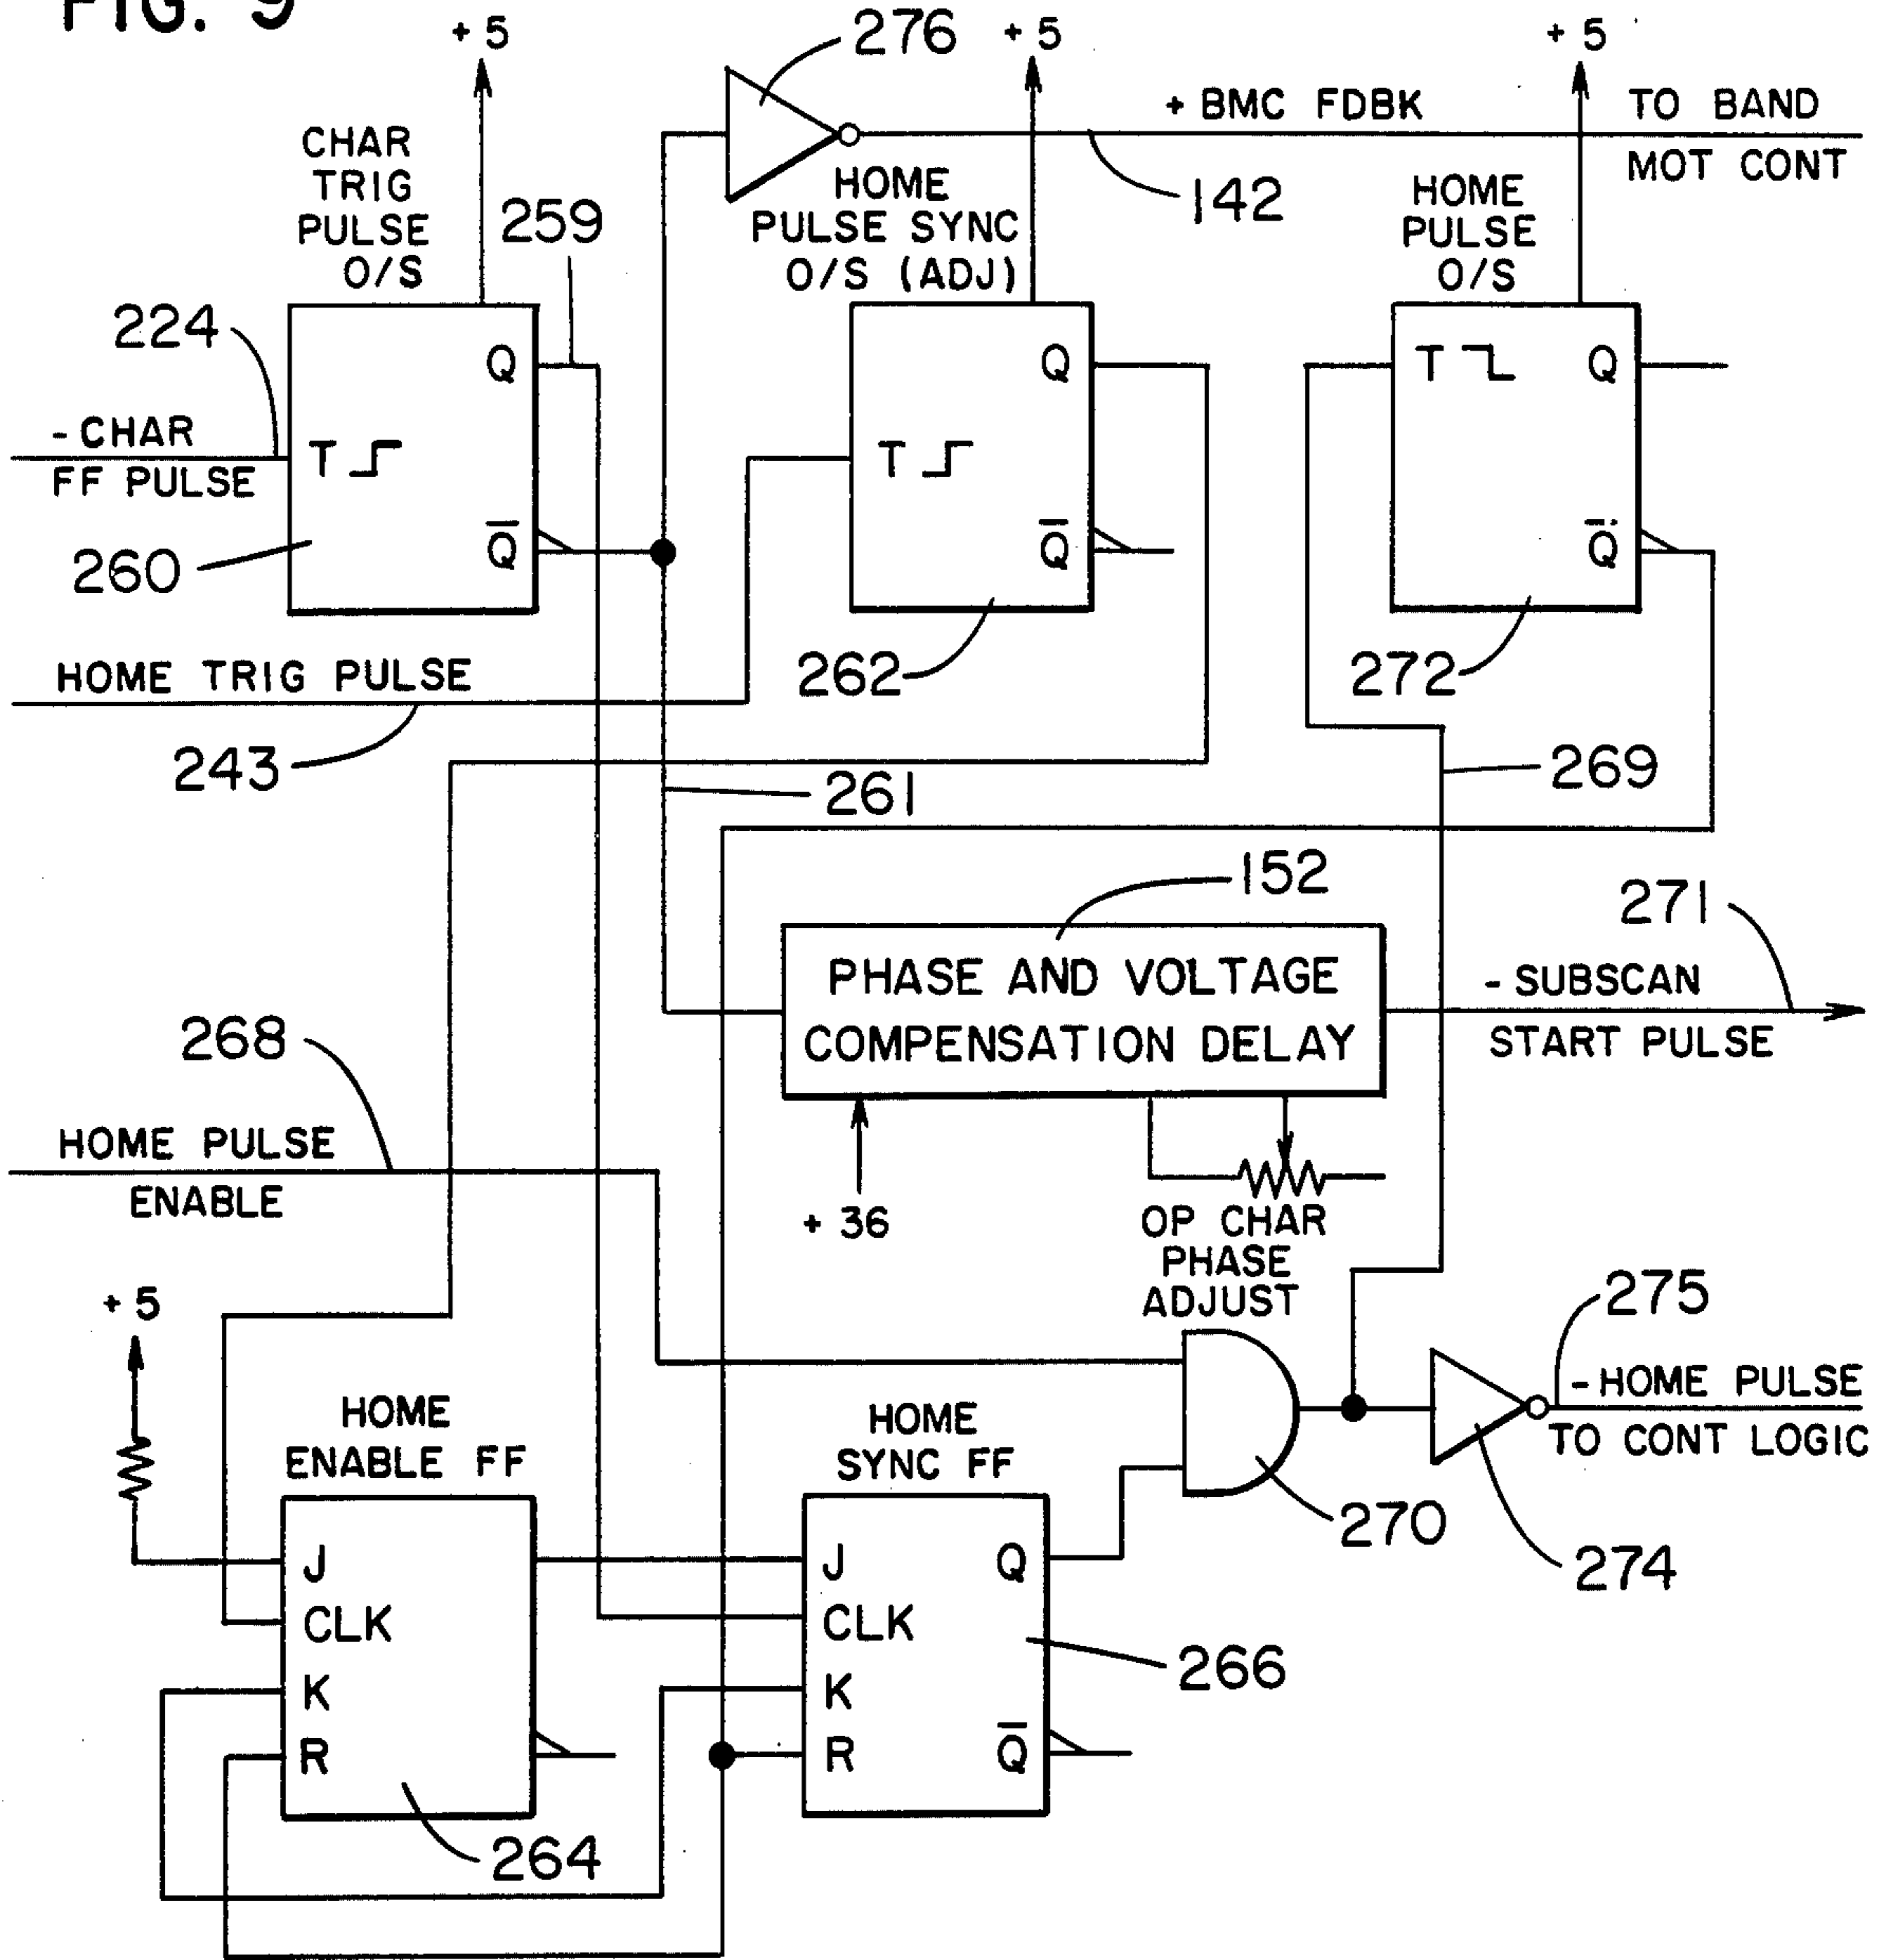 FIG. 9
+ 5
276
+ 5
+ 5
+ BMC FDBK
TO BAND
MOT CONT
142
CHAR
TRIG
PULSE
O/S
259
HOME
PULSE SYNC
O/S (ADJ)
HOME
PULSE
O/S
224
- CHAR
FF PULSE
T
Q
Q̅
260
T
Q
Q̅
262
T
Q
Q̅
272
HOME TRIG PULSE
243
261
269
152
271
PHASE AND VOLTAGE
COMPENSATION DELAY
- SUBSCAN
START PULSE
268
HOME PULSE
ENABLE
+ 36
OP CHAR
PHASE
ADJUST
+ 5
275
- HOME PULSE
TO CONT LOGIC
HOME
ENABLE FF
HOME
SYNC FF
270
274
J
CLK
K
R
264
J
CLK
K
R
Q
Q̅
266